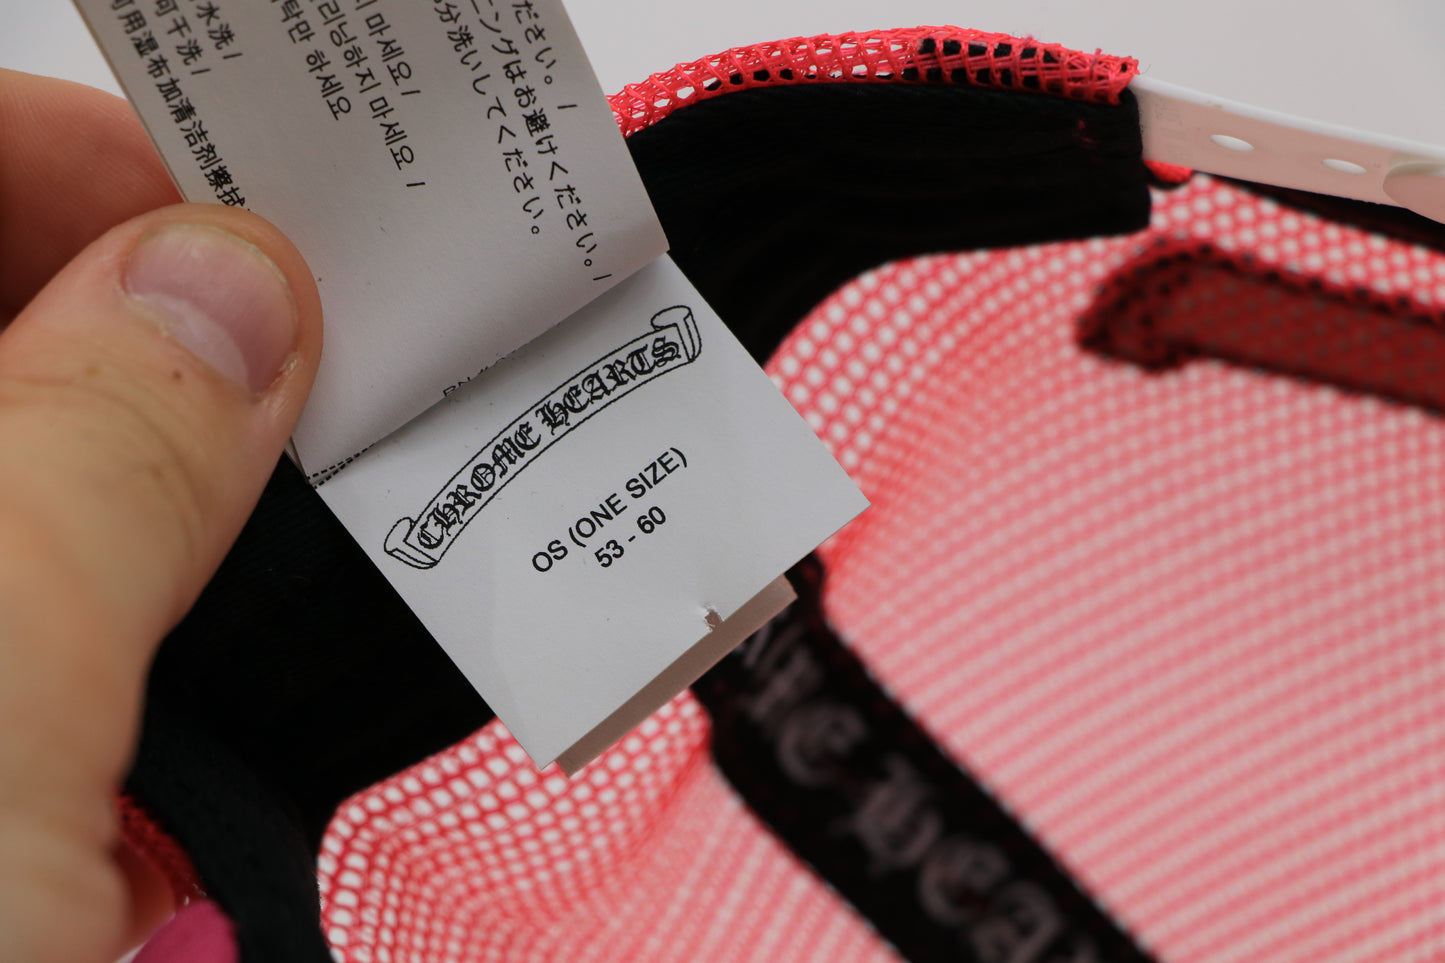 水洗/
可干洗/
可用湿布加清洁剂擦拭
마세요/
리닝하지 마세요/
탁만 하세요
ださい。/
ニングはお避けください。/
分洗いしてください。
CHROME HEARTS
OS (ONE SIZE)
53 - 60